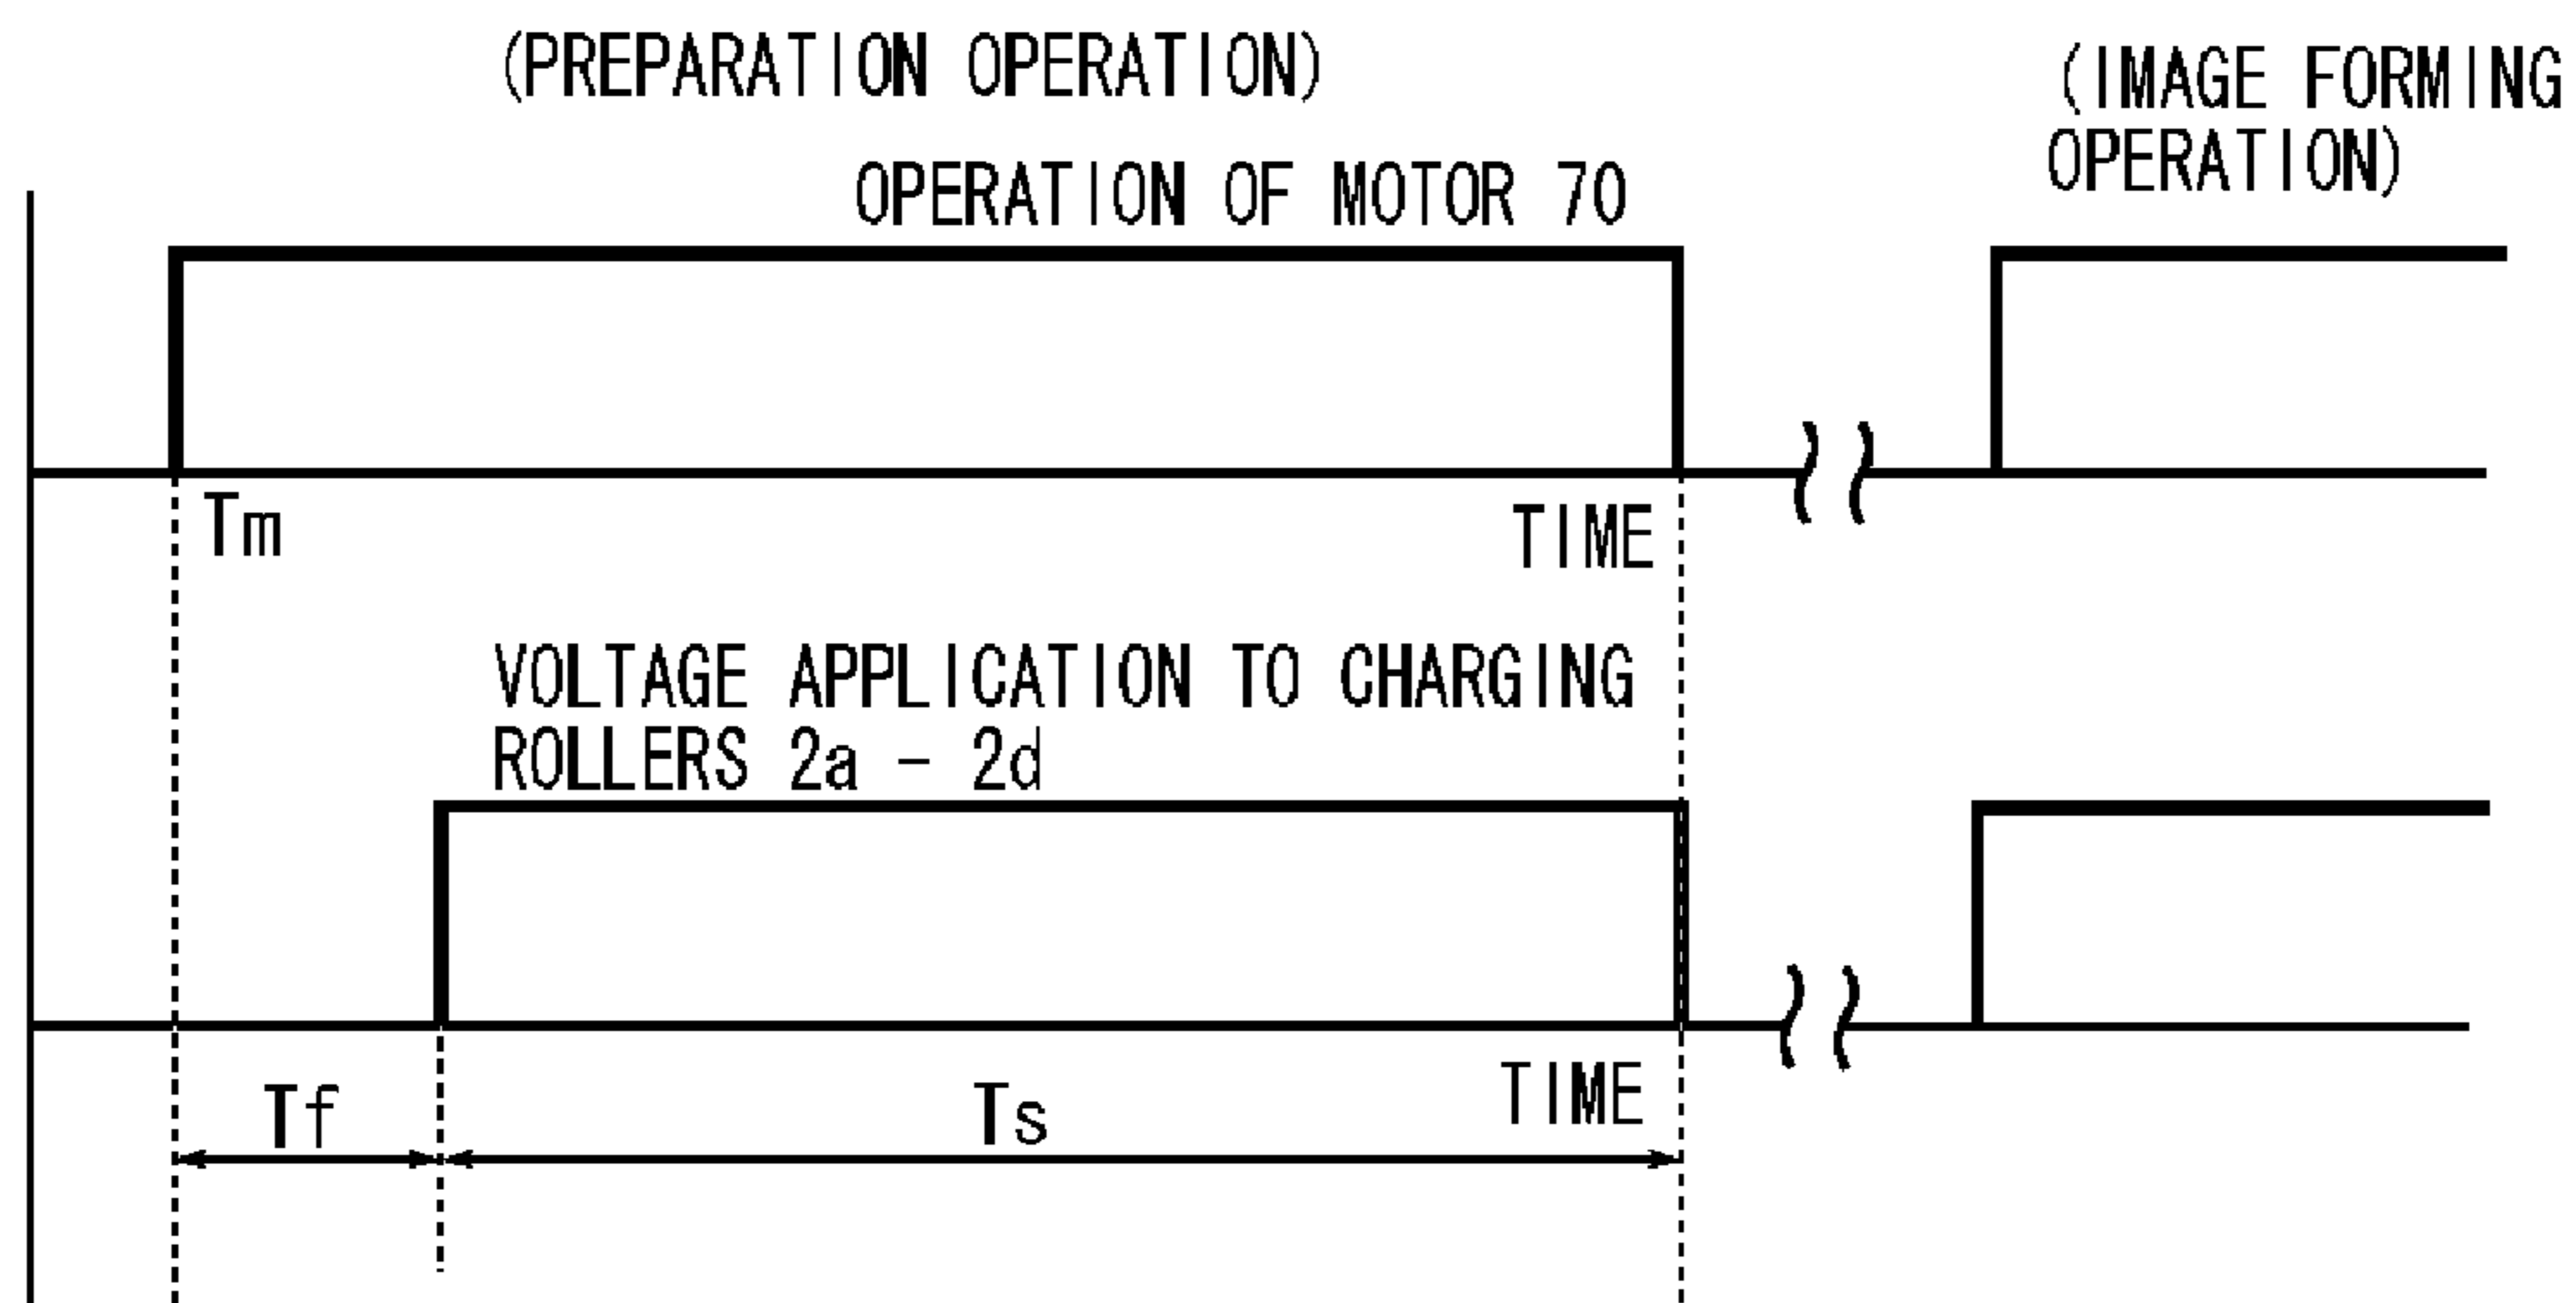 (PREPARATION OPERATION)
(IMAGE FORMING
OPERATION)
OPERATION OF MOTOR 70
Tm
TIME
VOLTAGE APPLICATION TO CHARGING
ROLLERS 2a - 2d
TIME
Tf
Ts